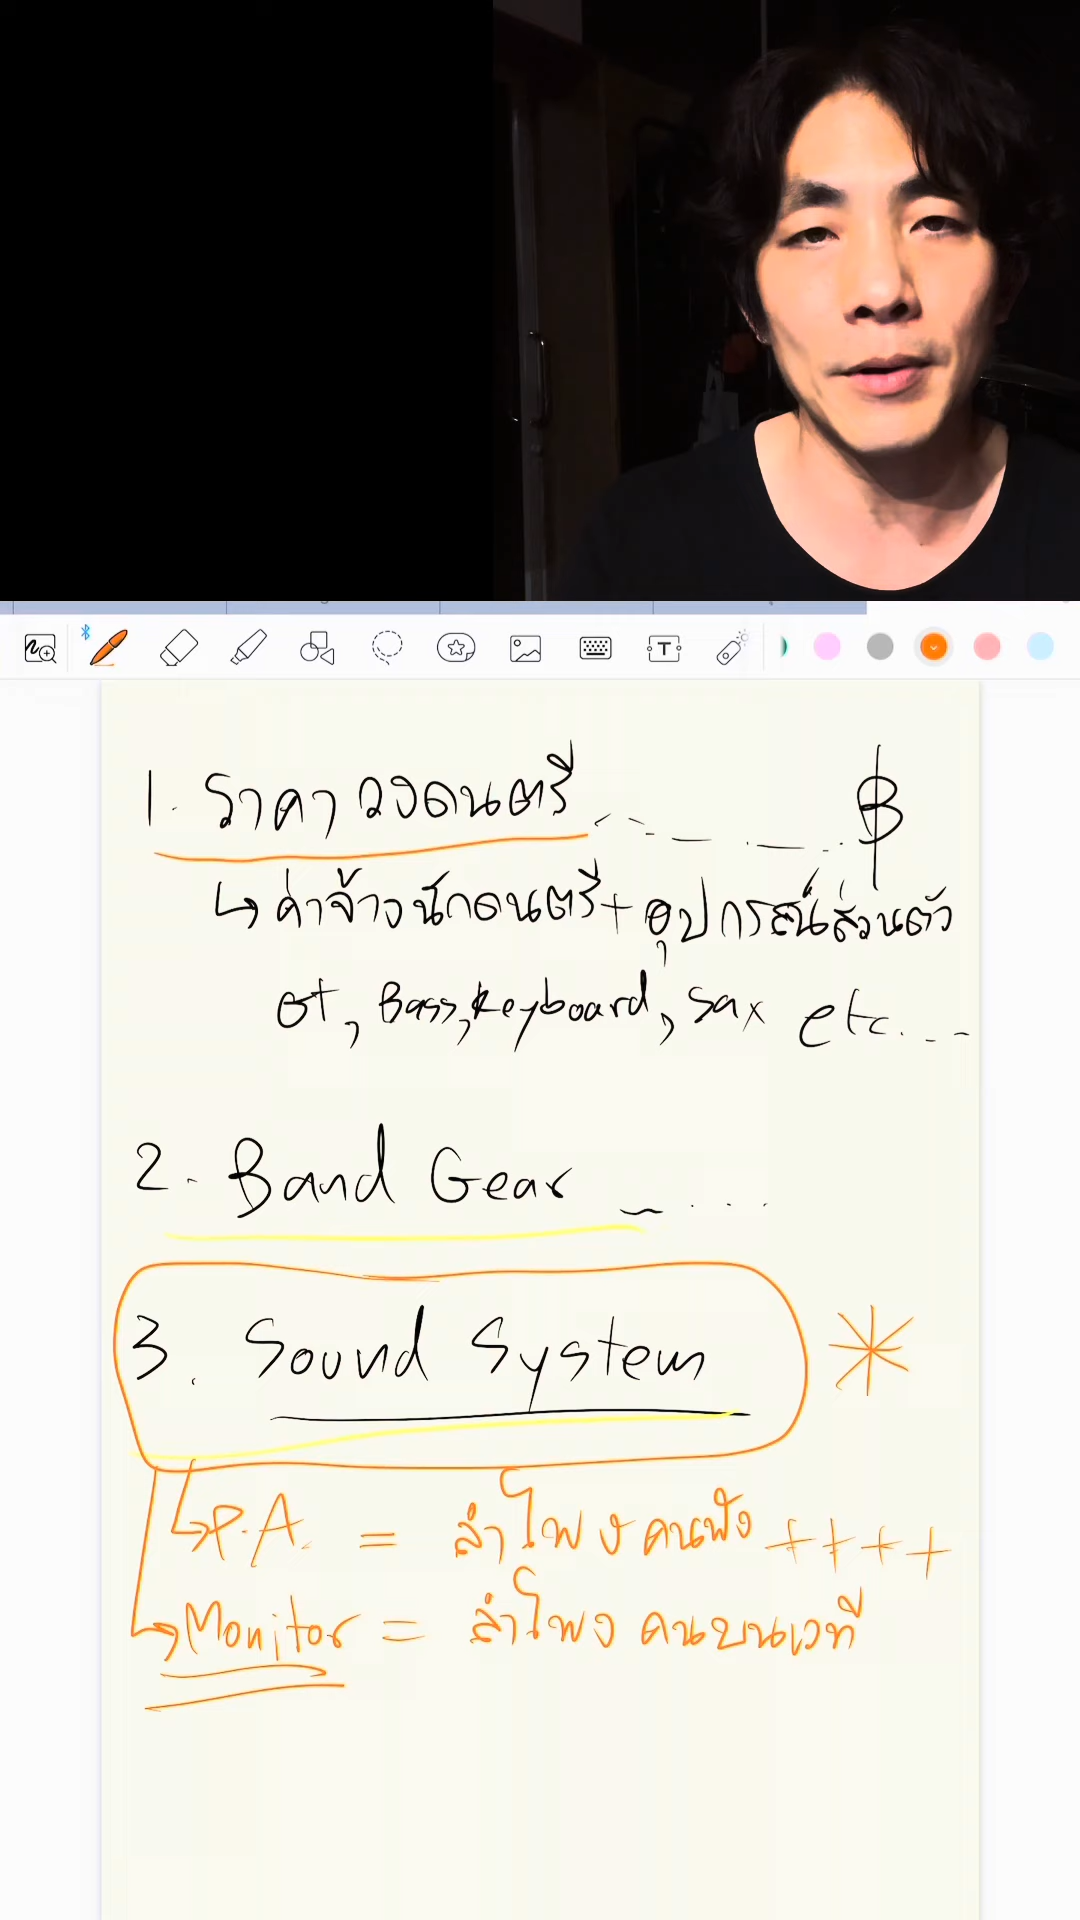 1. ราคาวงดนตรี ฿
↳ ค่าจ้างนักดนตรี + อุปกรณ์ส่วนตัว
Gt, Bass, Keyboard, Sax etc...
2. Band Gear ....
3. Sound System *
↳ P.A. = ลำโพงคนฟัง ++++
↳ Monitor = ลำโพงคนบนเวที